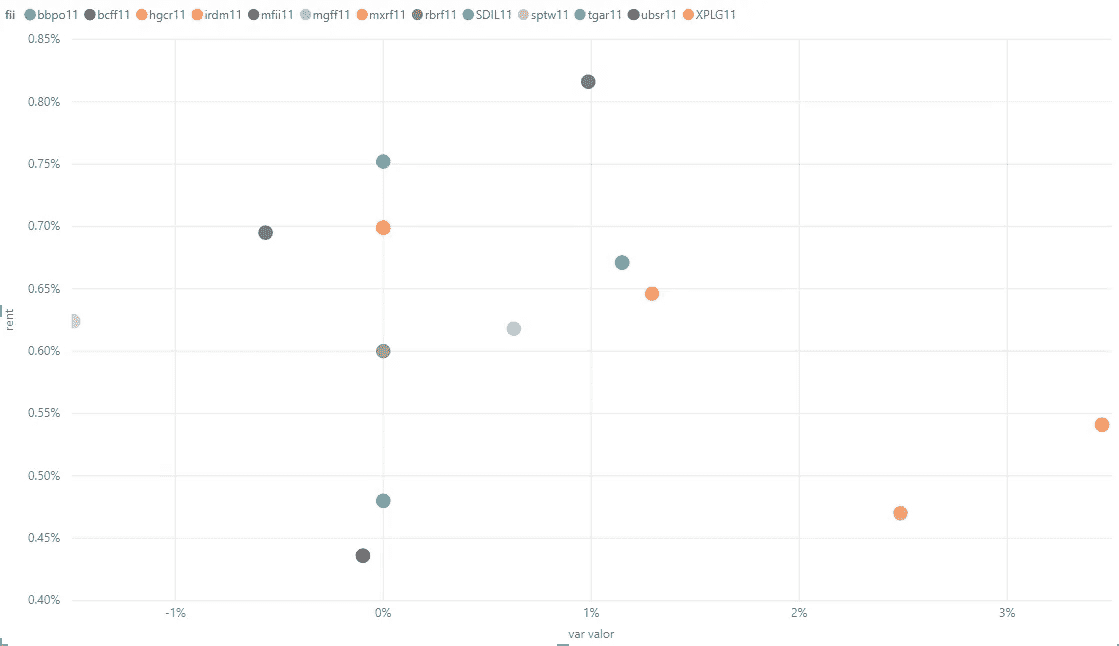 fii bbpo11 bcff11 hgcr11 irdm11 mfii11 mgff11 mxrf11 rbrf11 SDIL11 sptw11 tgar11 ubsr11 XPLG11
0.85%
0.80%
0.75%
0.70%
0.65%
rent
0.60%
0.55%
0.50%
0.45%
0.40%
-1% 0% 1% 2% 3%
var valor